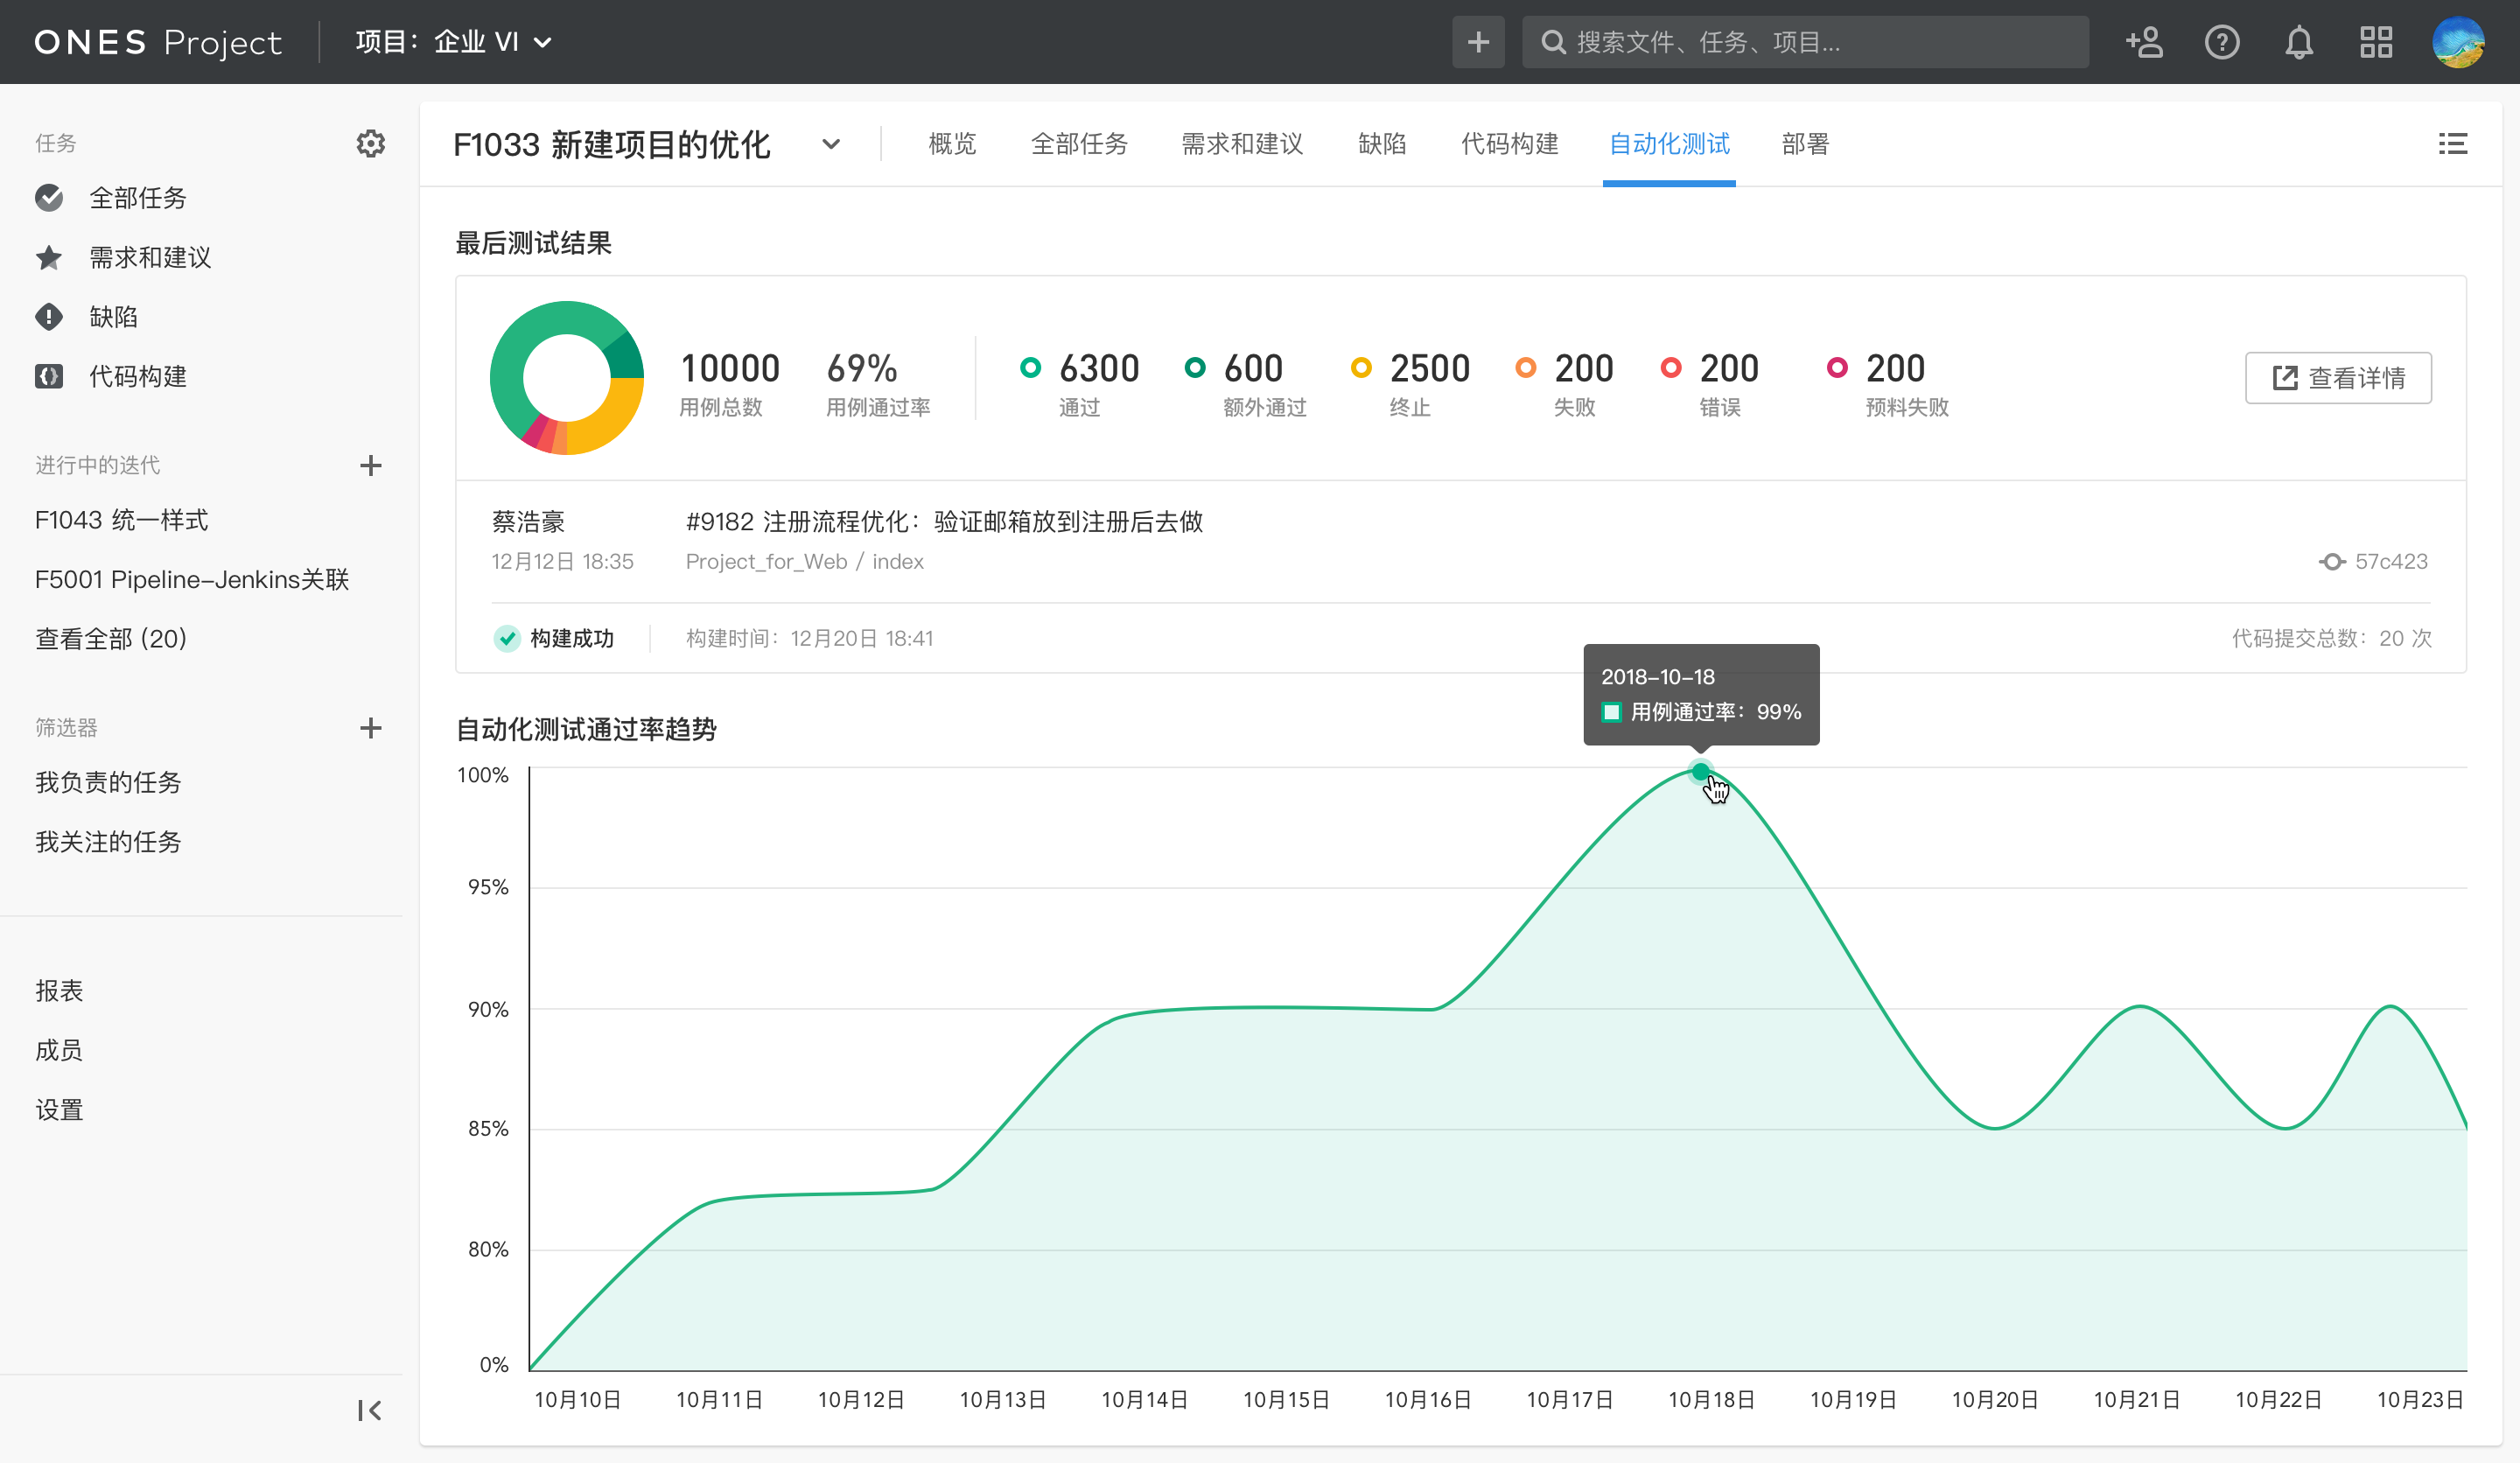 ONES Project
项目：企业 VI
搜索文件、任务、项目...
任务
全部任务
需求和建议
缺陷
代码构建
进行中的迭代
F1043 统一样式
F5001 Pipeline-Jenkins关联
查看全部 (20)
筛选器
我负责的任务
我关注的任务
报表
成员
设置
F1033 新建项目的优化
概览
全部任务
需求和建议
缺陷
代码构建
自动化测试
部署
最后测试结果
10000
用例总数
69%
用例通过率
6300
通过
600
额外通过
2500
终止
200
失败
200
错误
200
预料失败
查看详情
蔡浩豪
12月12日 18:35
#9182 注册流程优化：验证邮箱放到注册后去做
Project_for_Web / index
57c423
构建成功
构建时间：12月20日 18:41
代码提交总数：20 次
自动化测试通过率趋势
2018-10-18
用例通过率：99%
100%
95%
90%
85%
80%
0%
10月10日 10月11日 10月12日 10月13日 10月14日 10月15日 10月16日 10月17日 10月18日 10月19日 10月20日 10月21日 10月22日 10月23日